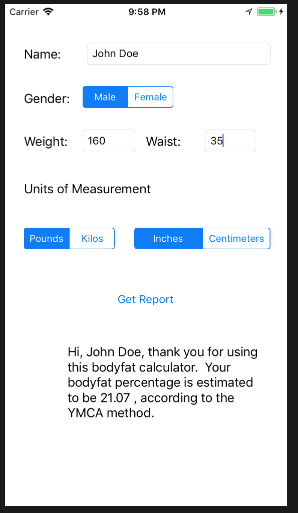 Carrier 9:58 PM
Name: John Doe
Gender: Male Female
Weight: 160 Waist: 35
Units of Measurement
Pounds Kilos Inches Centimeters
Get Report
Hi, John Doe, thank you for using
this bodyfat calculator.  Your
bodyfat percentage is estimated
to be 21.07 , according to the
YMCA method.